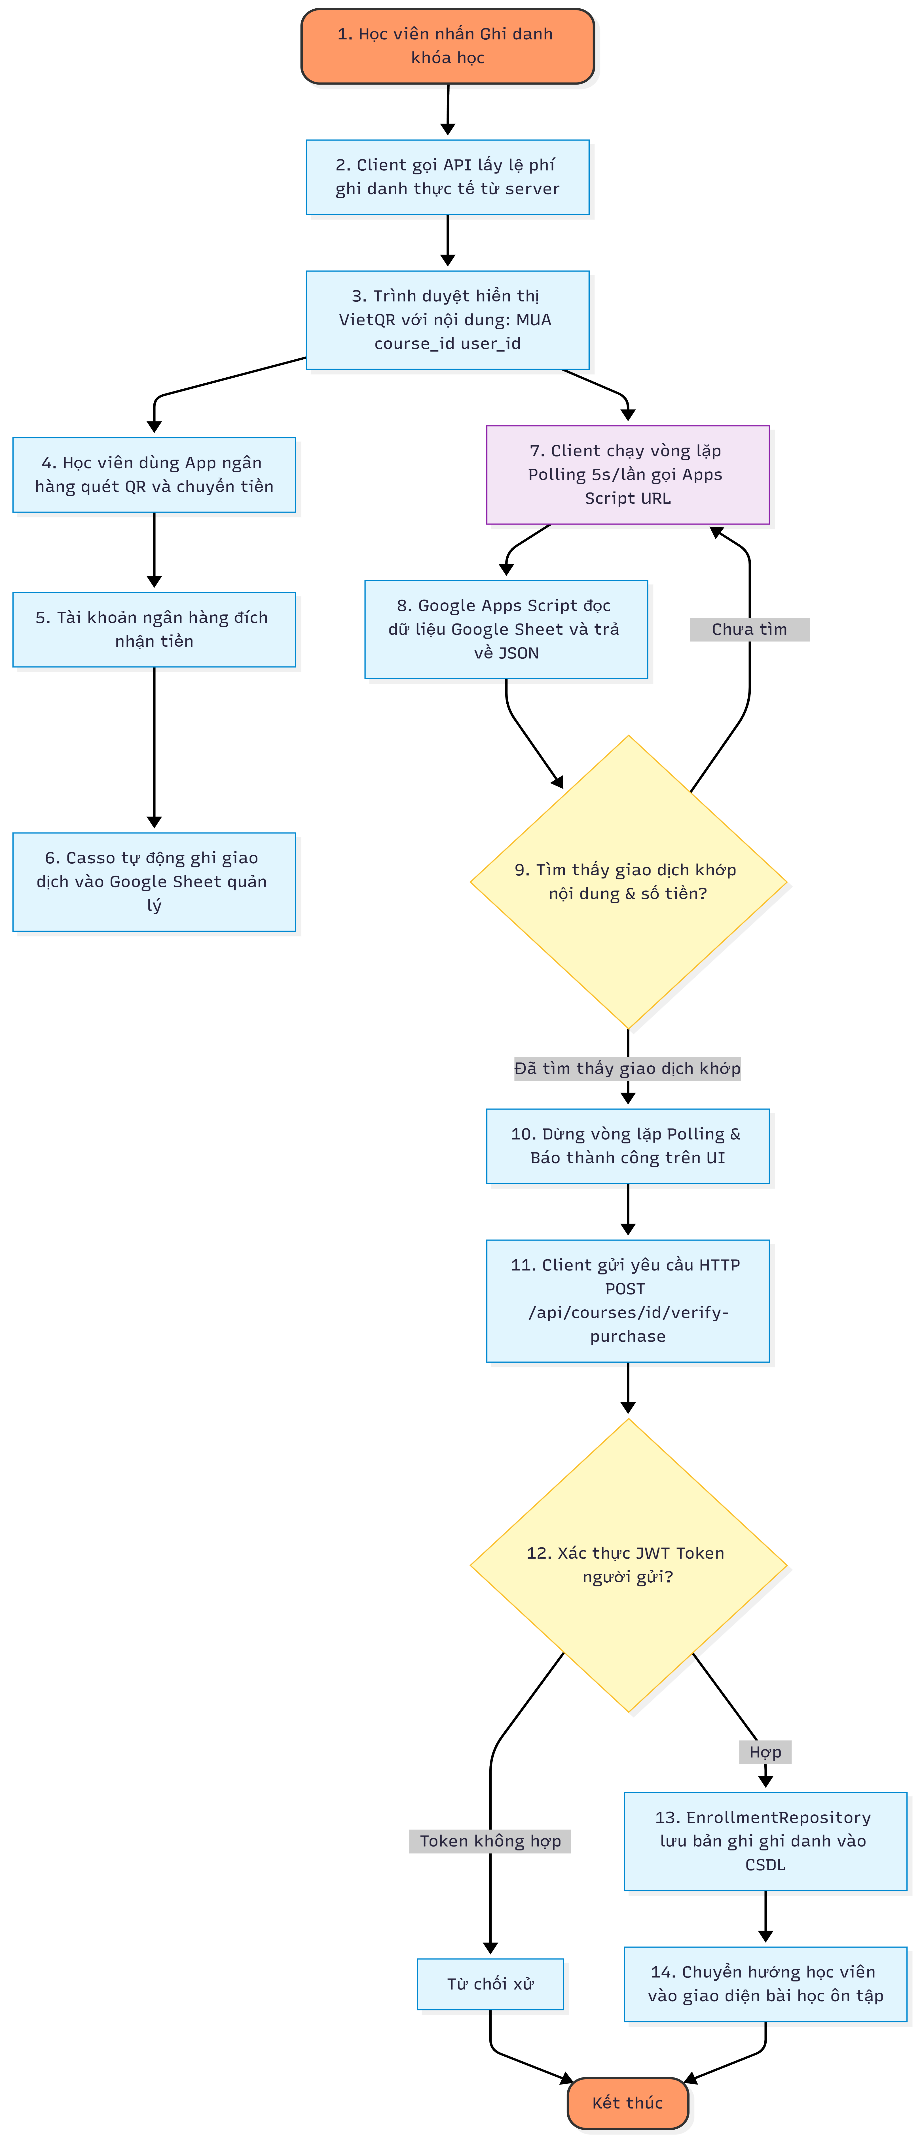 1. Học viên nhấn Ghi danh
khóa học
2. Client gọi API lấy lệ phí
ghi danh thực tế từ server
3. Trình duyệt hiển thị
VietQR với nội dung: MUA
course_id user_id
4. Học viên dùng App ngân
hàng quét QR và chuyển tiền
5. Tài khoản ngân hàng đích
nhận tiền
6. Casso tự động ghi giao
dịch vào Google Sheet quản
lý
7. Client chạy vòng lặp
Polling 5s/lần gọi Apps
Script URL
8. Google Apps Script đọc
dữ liệu Google Sheet và trả
về JSON
Chưa tìm
9. Tìm thấy giao dịch khớp
nội dung & số tiền?
Đã tìm thấy giao dịch khớp
10. Dừng vòng lặp Polling &
Báo thành công trên UI
11. Client gửi yêu cầu HTTP
POST
/api/courses/id/verify-
purchase
12. Xác thực JWT Token
người gửi?
Hợp
13. EnrollmentRepository
lưu bản ghi ghi danh vào
CSDL
Token không hợp
Từ chối xử
14. Chuyển hướng học viên
vào giao diện bài học ôn tập
Kết thúc